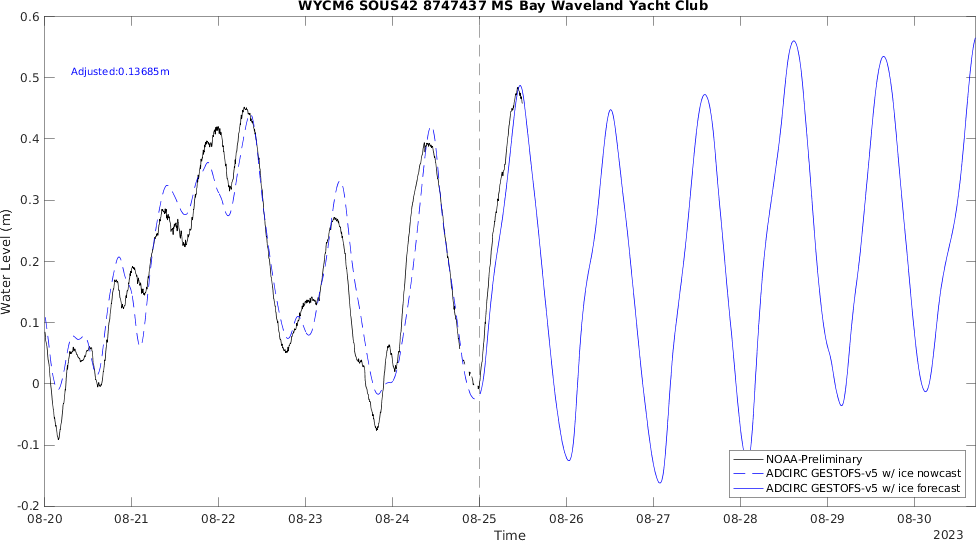 WYCM6 SOUS42 8747437 MS Bay Waveland Yacht Club
Adjusted:0.13685m
0.6
0.5
0.4
0.3
0.2
0.1
0
-0.1
-0.2
Water Level (m)
NOAA-Preliminary
ADCIRC GESTOFS-v5 w/ ice nowcast
ADCIRC GESTOFS-v5 w/ ice forecast
08-20 08-21 08-22 08-23 08-24 08-25 08-26 08-27 08-28 08-29 08-30
Time
2023